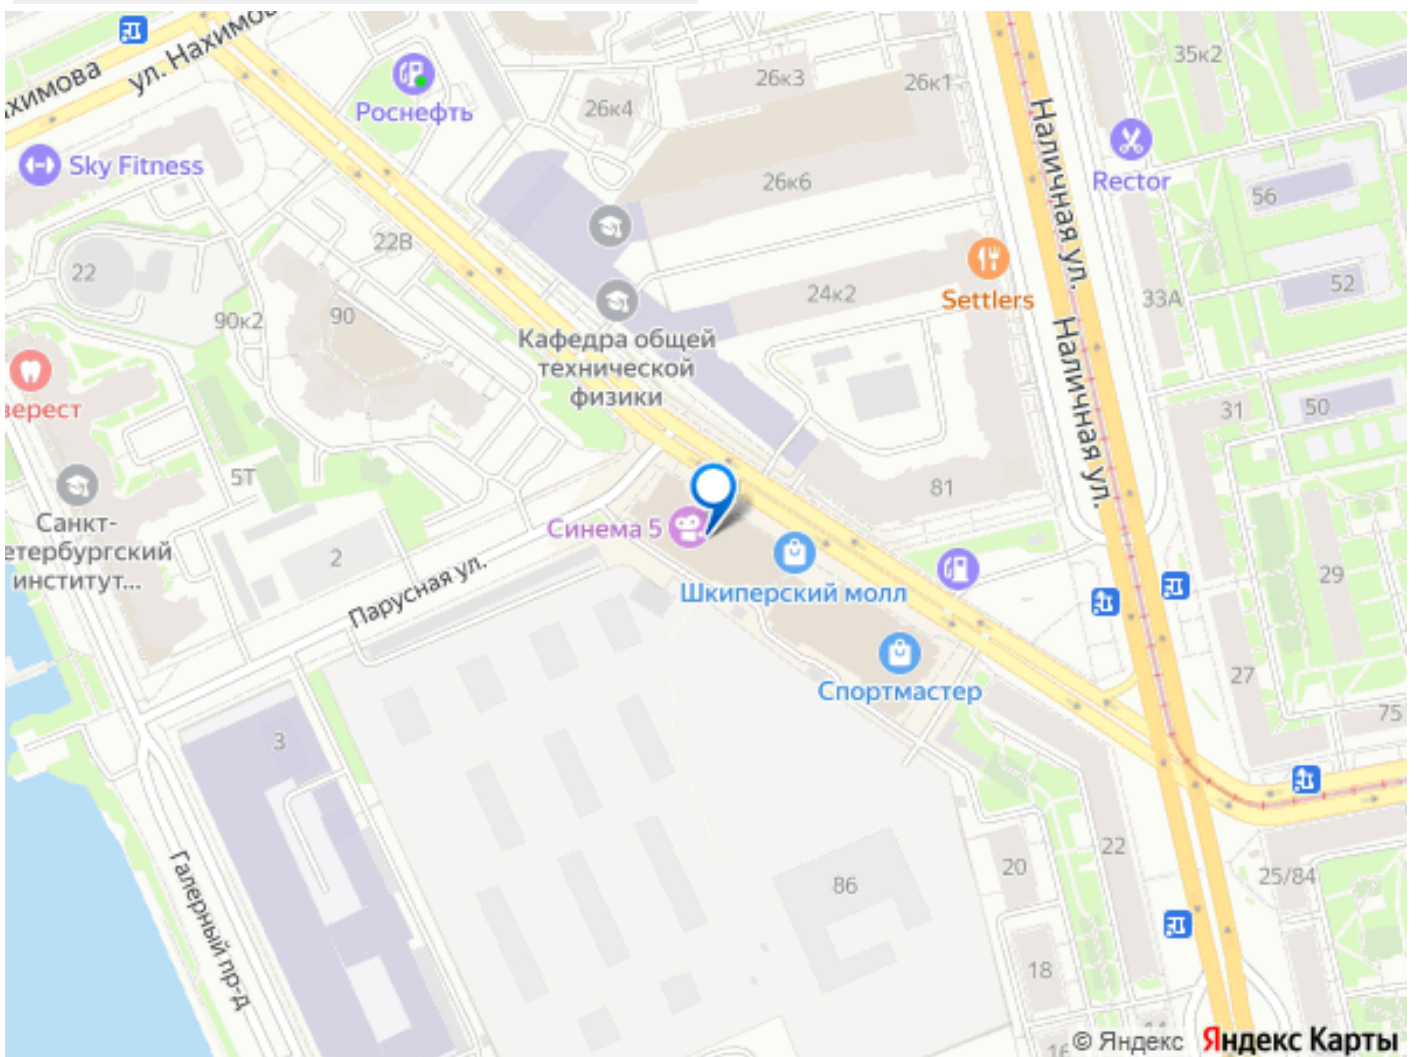 ул. Нахимова
Роснефть
Sky Fitness
26к4
26к3
26к1
35к2
Наличная ул.
Rector
26к6
56
22В
22
90к2
90
24к2
Settlers
33А
52
Кафедра общей
технической
физики
Наличная ул.
31
50
5Т
Санкт-
институт...
2
Синема 5
81
Шкиперский молл
29
Парусная ул.
Спортмастер
27
75
3
Галерный пр-д
86
20
22
25/84
18
© Яндекс Яндекс Карты